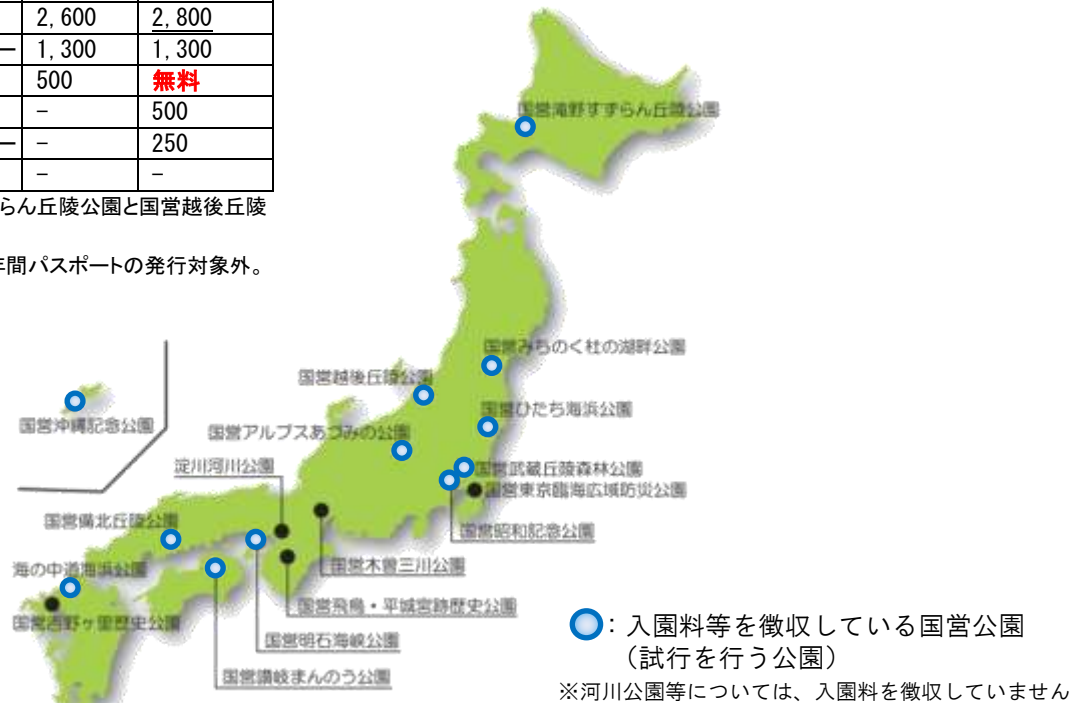 2,600 2,800
ー 1,300 1,300
500 無料
－ 500
ー － 250
－ －
らん丘陵公園と国営越後丘陵
年間パスポートの発行対象外。
国営滝野すずらん丘陵公園
国営みちのく杜の湖畔公園
国営越後丘陵公園
国営沖縄記念公園
国営ひたち海浜公園
国営アルプスあづみの公園
淀川河川公園
国営武蔵丘陵森林公園
国営東京臨海広域防災公園
国営備北丘陵公園
国営昭和記念公園
海の中道海浜公園
国営木曽三川公園
国営飛鳥・平城宮跡歴史公園
国営吉野ヶ里歴史公園
国営明石海峡公園
国営讃岐まんのう公園
：入園料等を徴収している国営公園
（試行を行う公園）
※河川公園等については、入園料を徴収していません